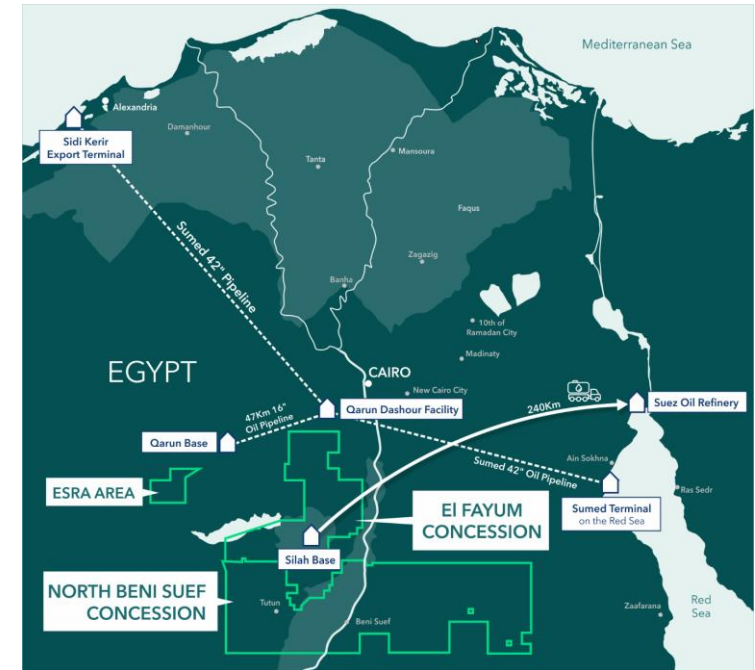 Mediterranean Sea
Alexandria
Sidi Kerir
Export Terminal
Damanhour
Tanta
Mansoura
Faqus
Zagazig
Banha
Sumed 42" Pipeline
10th of
Ramadan City
Madinaty
EGYPT
CAIRO
New Cairo City
Qarun Dashour Facility
47Km 16"
Oil Pipeline
Qarun Base
240Km
Suez Oil Refinery
Sumed 42" Oil Pipeline
Ain Sokhna
Ras Sedr
Sumed Terminal
on the Red Sea
ESRA AREA
El FAYUM
CONCESSION
Silah Base
NORTH BENI SUEF
CONCESSION
Tutun
Beni Suef
Zaafarana
Red
Sea